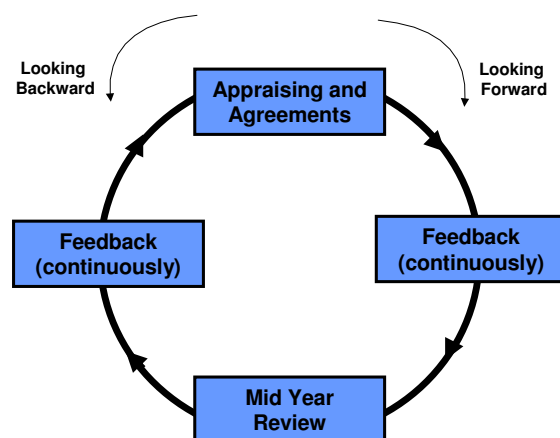 Looking
Backward
Appraising and
Agreements
Looking
Forward
Feedback
(continuously)
Feedback
(continuously)
Mid Year
Review